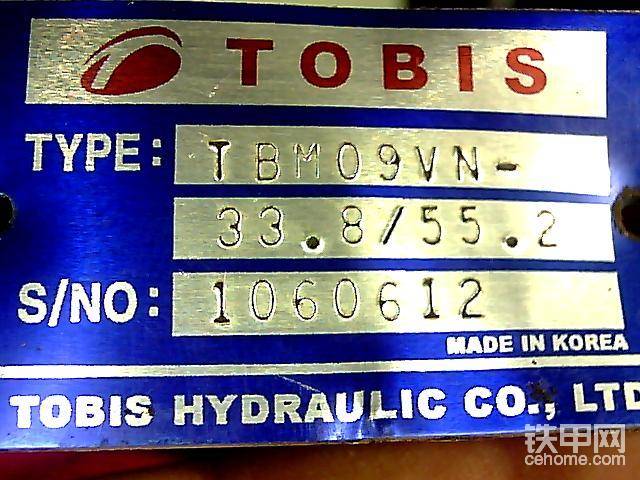 TOBIS
TYPE: TBM09VN-
33.8/55.2
S/NO: 1060612
MADE IN KOREA
TOBIS HYDRAULIC CO., LTD
铁甲网
cehome.com